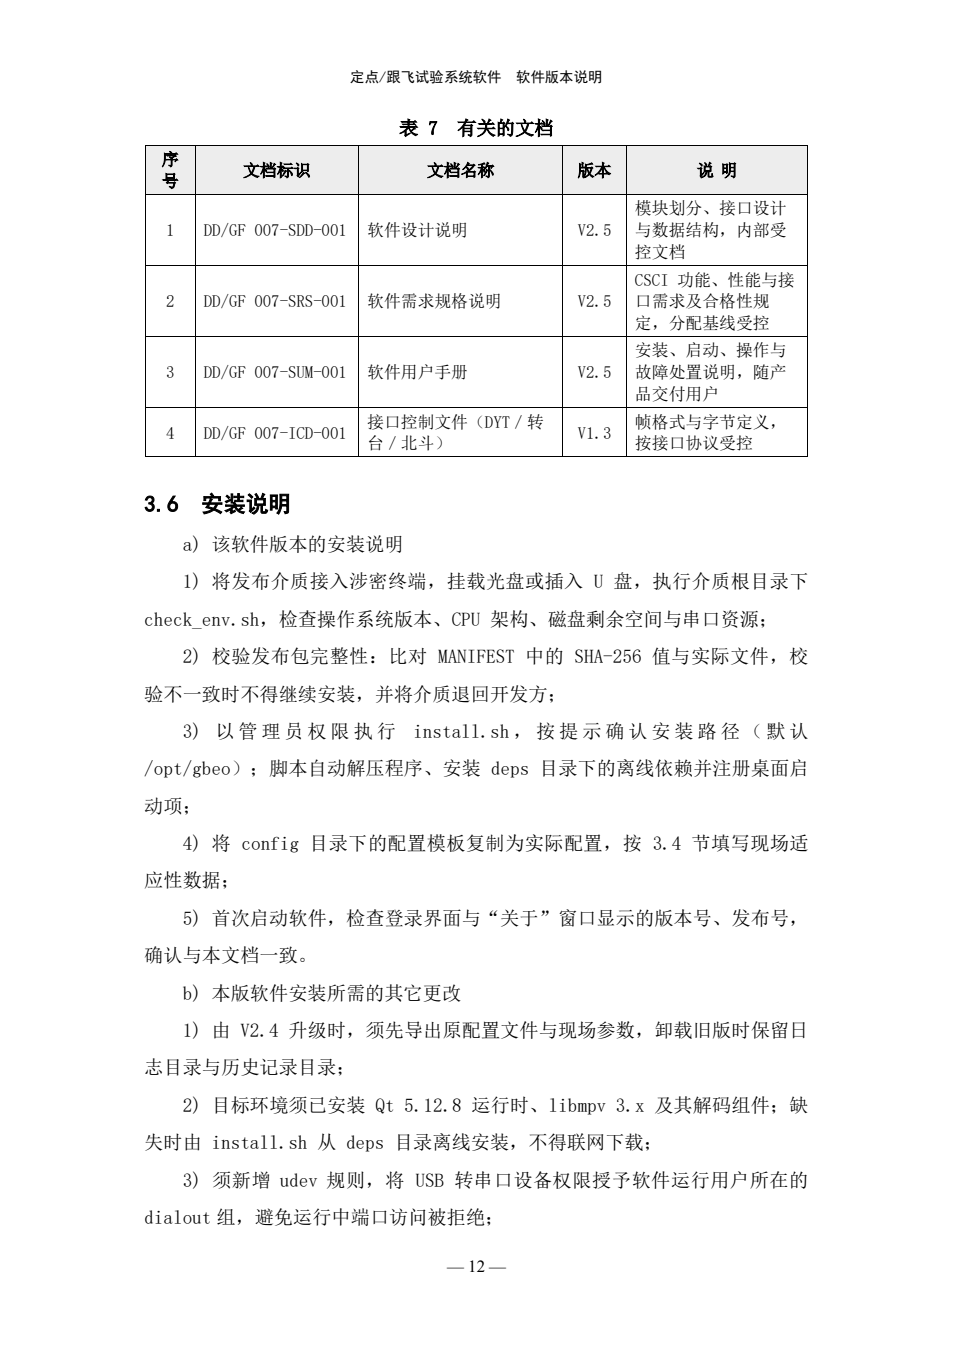 定点/跟飞试验系统软件　软件版本说明
表 7　有关的文档
序号 文档标识 文档名称 版本 说 明
1 DD/GF 007-SDD-001 软件设计说明 V2.5 模块划分、接口设计
与数据结构，内部受
控文档
2 DD/GF 007-SRS-001 软件需求规格说明 V2.5 CSCI 功能、性能与接
口需求及合格性规
定，分配基线受控
3 DD/GF 007-SUM-001 软件用户手册 V2.5 安装、启动、操作与
故障处置说明，随产
品交付用户
4 DD/GF 007-ICD-001 接口控制文件（DYT / 转
台 / 北斗） V1.3 帧格式与字节定义，
按接口协议受控
3.6　安装说明
a) 该软件版本的安装说明
1) 将发布介质接入涉密终端，挂载光盘或插入 U 盘，执行介质根目录下
check_env.sh，检查操作系统版本、CPU 架构、磁盘剩余空间与串口资源；
2) 校验发布包完整性：比对 MANIFEST 中的 SHA-256 值与实际文件，校
验不一致时不得继续安装，并将介质退回开发方；
3) 以管理员权限执行 install.sh，按提示确认安装路径（默认
/opt/gbeo）；脚本自动解压程序、安装 deps 目录下的离线依赖并注册桌面启
动项；
4) 将 config 目录下的配置模板复制为实际配置，按 3.4 节填写现场适
应性数据；
5) 首次启动软件，检查登录界面与“关于”窗口显示的版本号、发布号，
确认与本文档一致。
b) 本版软件安装所需的其它更改
1) 由 V2.4 升级时，须先导出原配置文件与现场参数，卸载旧版时保留日
志目录与历史记录目录；
2) 目标环境须已安装 Qt 5.12.8 运行时、libmpv 3.x 及其解码组件；缺
失时由 install.sh 从 deps 目录离线安装，不得联网下载；
3) 须新增 udev 规则，将 USB 转串口设备权限授予软件运行用户所在的
dialout 组，避免运行中端口访问被拒绝；
— 12 —